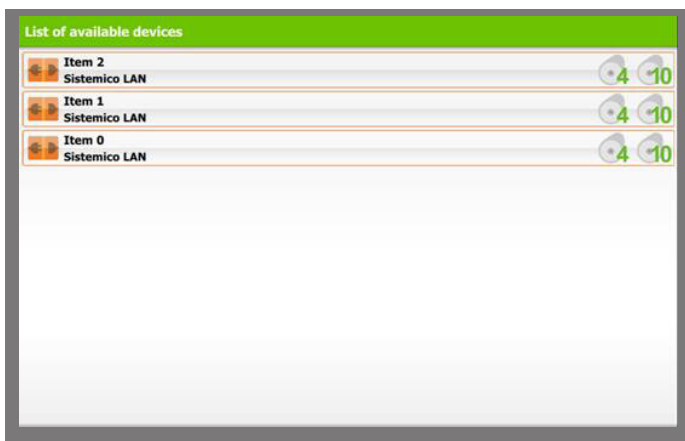 List of available devices
Item 2
Sistemico LAN
4 10
Item 1
Sistemico LAN
4 10
Item 0
Sistemico LAN
4 10